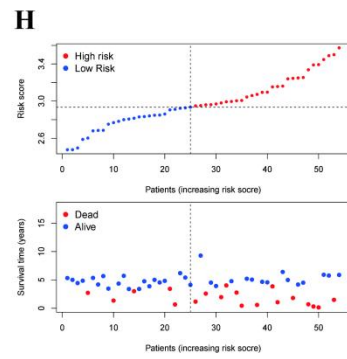 H
High risk
Low Risk
Risk score
3.4
3.0
2.6
0
10
20
30
40
50
Patients (increasing risk socre)
Dead
Alive
Survival time (years)
15
10
5
0
0
10
20
30
40
50
Patients (increasing risk socre)